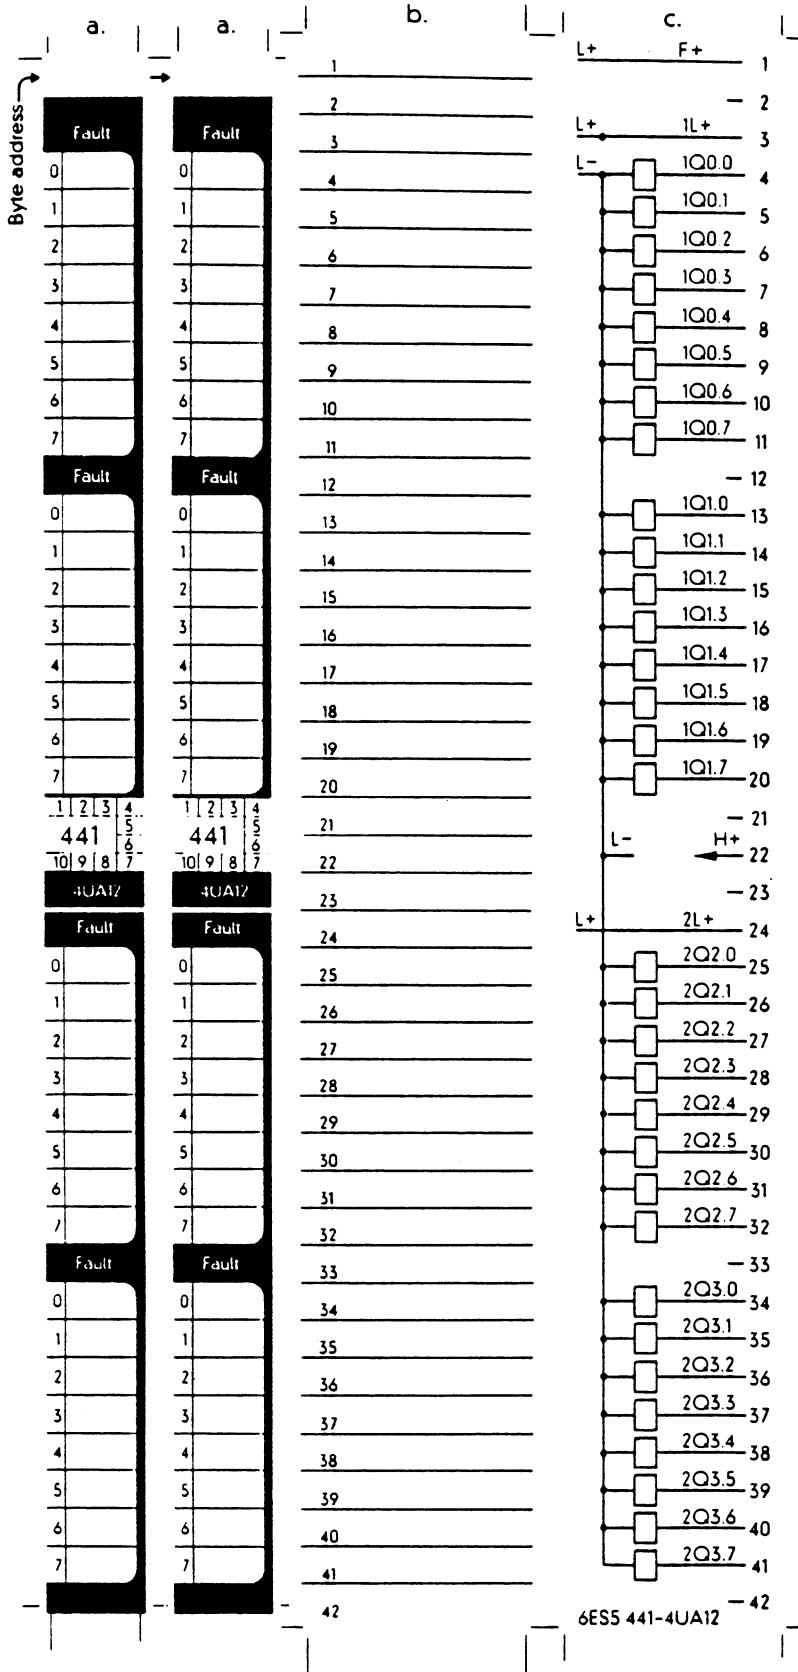 a.
a.
b.
c.
Byte address
Fault
0
1
2
3
4
5
6
7
Fault
0
1
2
3
4
5
6
7
1 2 3 4
441 5
6
10 9 8 7
4UA12
Fault
0
1
2
3
4
5
6
7
Fault
0
1
2
3
4
5
6
7
Fault
0
1
2
3
4
5
6
7
Fault
0
1
2
3
4
5
6
7
1 2 3 4
441 5
6
10 9 8 7
4UA12
Fault
0
1
2
3
4
5
6
7
Fault
0
1
2
3
4
5
6
7
1
2
3
4
5
6
7
8
9
10
11
12
13
14
15
16
17
18
19
20
21
22
23
24
25
26
27
28
29
30
31
32
33
34
35
36
37
38
39
40
41
42
L+ F+ 1
2
L+ 1L+ 3
L- 1Q0.0 4
1Q0.1 5
1Q0.2 6
1Q0.3 7
1Q0.4 8
1Q0.5 9
1Q0.6 10
1Q0.7 11
12
1Q1.0 13
1Q1.1 14
1Q1.2 15
1Q1.3 16
1Q1.4 17
1Q1.5 18
1Q1.6 19
1Q1.7 20
21
L- H+ 22
23
L+ 2L+ 24
2Q2.0 25
2Q2.1 26
2Q2.2 27
2Q2.3 28
2Q2.4 29
2Q2.5 30
2Q2.6 31
2Q2.7 32
33
2Q3.0 34
2Q3.1 35
2Q3.2 36
2Q3.3 37
2Q3.4 38
2Q3.5 39
2Q3.6 40
2Q3.7 41
42
6ES5 441-4UA12